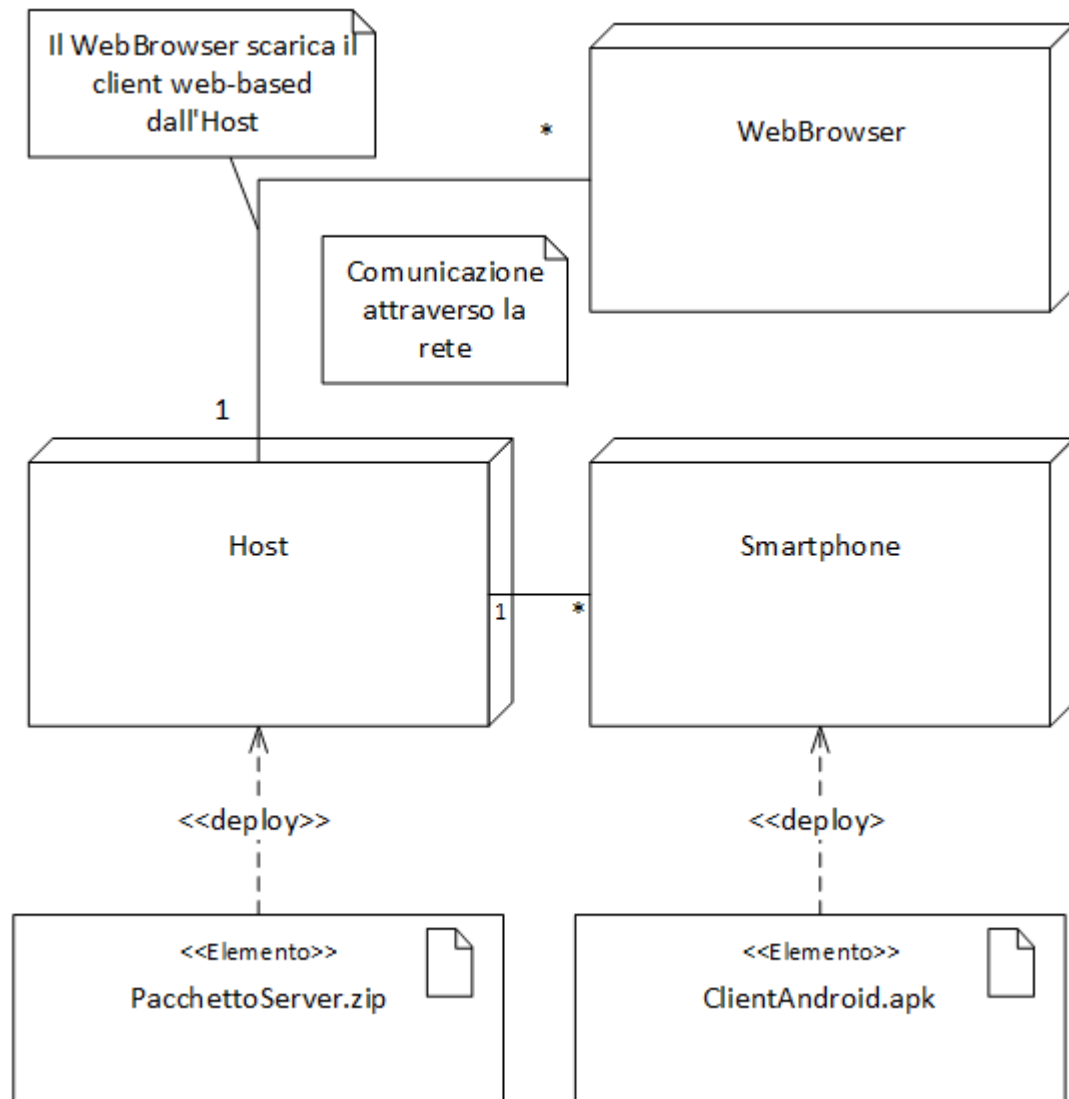 Il WebBrowser scarica il
client web-based
dall'Host
*
WebBrowser
Comunicazione
attraverso la
rete
1
Host
Smartphone
1
*
<<deploy>>
<<deploy>
<<Elemento>>
PacchettoServer.zip
<<Elemento>>
ClientAndroid.apk